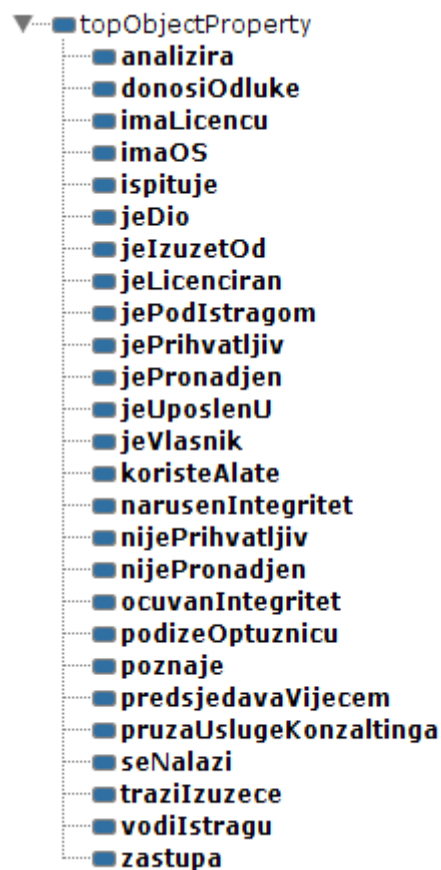 topObjectProperty
analizira
donosiOdluke
imaLicencu
imaOS
ispituje
jeDio
jeIzuzetOd
jeLicenciran
jePodIstragom
jePrihvatljiv
jePronadjen
jeUposlenU
jeVlasnik
koristeAlate
narusenIntegritet
nijePrihvatljiv
nijePronadjen
ocuvanIntegritet
podizeOptuznicu
poznaje
predsjedavaVijecem
pruzaUslugeKonzaltinga
seNalazi
traziIzuzece
vodiIstragu
zastupa